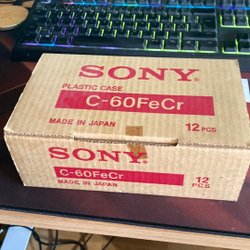 SONY®
PLASTIC CASE
C-60FeCr
MADE IN JAPAN 12 PCS
SONY®
C-60FeCr
MADE IN JAPAN
12
PCS